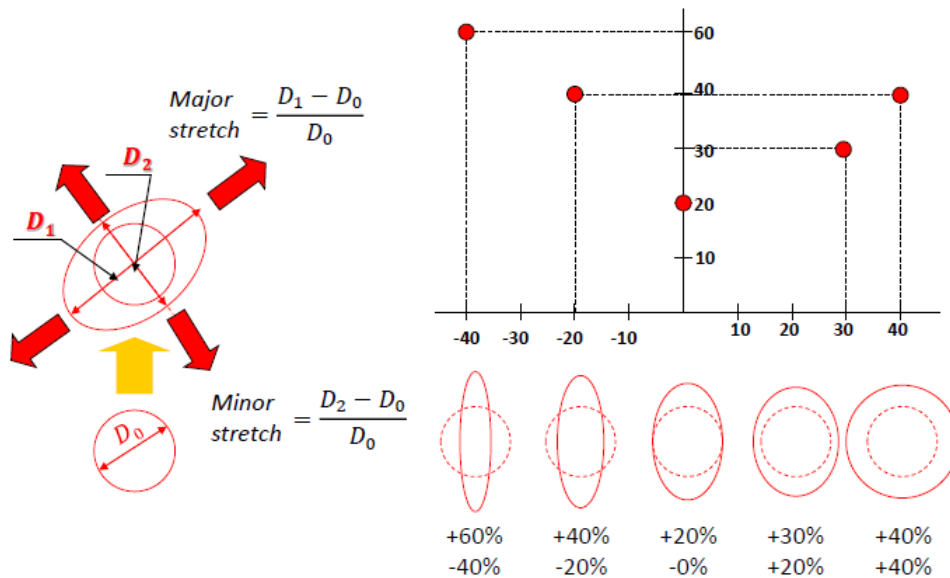 Major stretch = (D₁ − D₀) / D₀
D₂
D₁
D₀
Minor stretch = (D₂ − D₀) / D₀
60
40
30
20
10
-40 -30 -20 -10 10 20 30 40
+60% +40% +20% +30% +40%
-40% -20% -0% +20% +40%